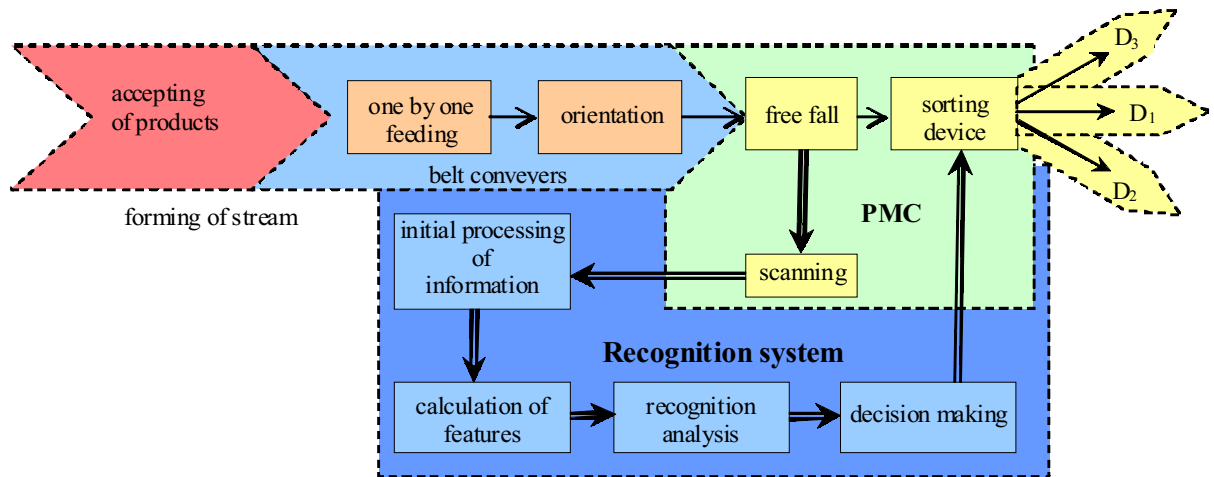 accepting
of products
one by one
feeding
orientation
belt convevers
forming of stream
free fall
sorting
device
D3
D1
D2
PMC
scanning
initial processing
of
information
Recognition system
calculation of
features
recognition
analysis
decision making